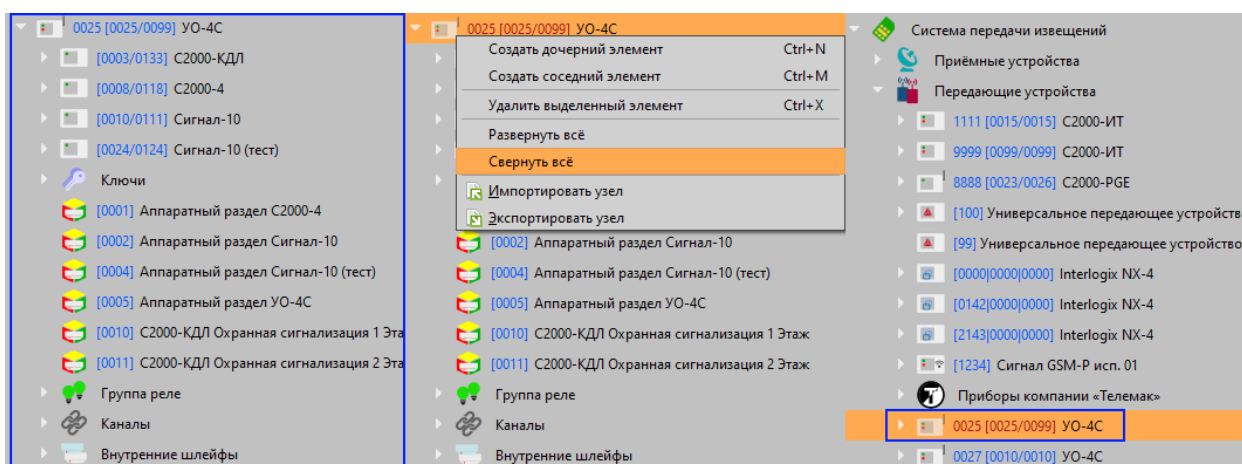 0025 [0025/0099] УО-4С
[0003/0133] С2000-КДЛ
[0008/0118] С2000-4
[0010/0111] Сигнал-10
[0024/0124] Сигнал-10 (тест)
Ключи
[0001] Аппаратный раздел С2000-4
[0002] Аппаратный раздел Сигнал-10
[0004] Аппаратный раздел Сигнал-10 (тест)
[0005] Аппаратный раздел УО-4С
[0010] С2000-КДЛ Охранная сигнализация 1 Эта
[0011] С2000-КДЛ Охранная сигнализация 2 Эта
Группа реле
Каналы
Внутренние шлейфы
0025 [0025/0099] УО-4С
Создать дочерний элемент Ctrl+N
Создать соседний элемент Ctrl+M
Удалить выделенный элемент Ctrl+X
Развернуть всё
Свернуть всё
Импортировать узел
Экспортировать узел
[0002] Аппаратный раздел Сигнал-10
[0004] Аппаратный раздел Сигнал-10 (тест)
[0005] Аппаратный раздел УО-4С
[0010] С2000-КДЛ Охранная сигнализация 1 Этаж
[0011] С2000-КДЛ Охранная сигнализация 2 Этаж
Группа реле
Каналы
Внутренние шлейфы
Система передачи извещений
Приёмные устройства
Передающие устройства
1111 [0015/0015] С2000-ИТ
9999 [0099/0099] С2000-ИТ
8888 [0023/0026] С2000-PGE
[100] Универсальное передающее устройств
[99] Универсальное передающее устройство
[0000|0000|0000] Interlogix NX-4
[0142|0000|0000] Interlogix NX-4
[2143|0000|0000] Interlogix NX-4
[1234] Сигнал GSM-P исп. 01
Приборы компании «Телемак»
0025 [0025/0099] УО-4С
0027 [0010/0010] УО-4С